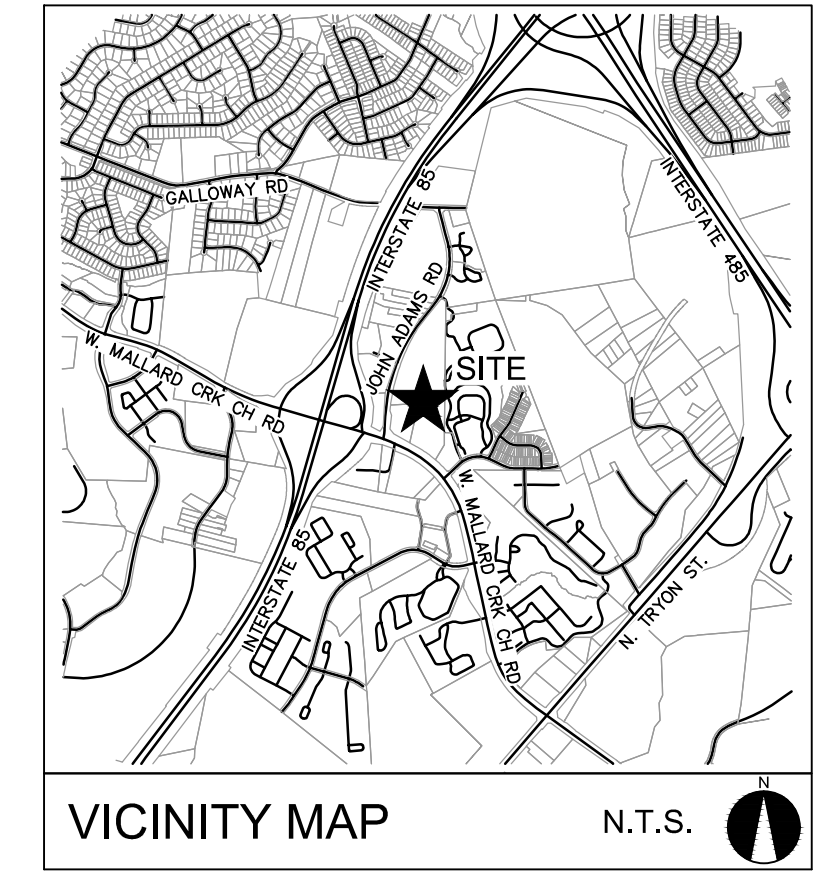 GALLOWAY RD
INTERSTATE 85
INTERSTATE 485
JOHN ADAMS RD
W. MALLARD CRK CH RD
SITE
W. MALLARD CRK CH RD
INTERSTATE 85
N. TRYON ST.
VICINITY MAP
N.T.S.
N